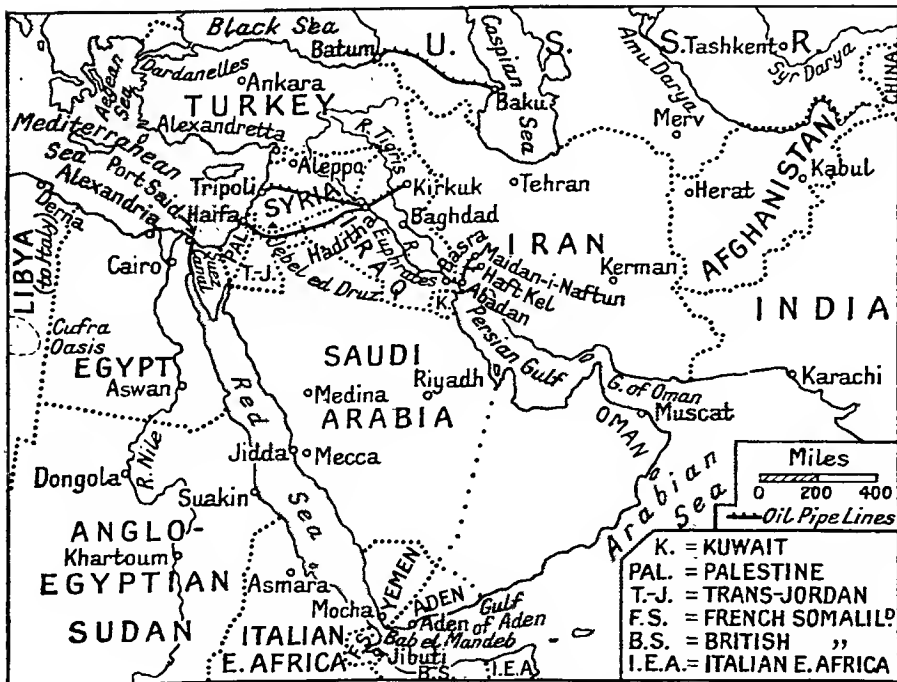 Black Sea
Batum
U. S. S. R.
Caspian Sea
Amu Darya
Tashkent
Syr Darya
CHINA
Aegean Sea
Dardanelles
Ankara
TURKEY
Baku
Merv
Mediterranean Sea
Alexandretta
R. Tigris
Aleppo
Kirkuk
Tehran
Herat
Kabul
AFGHANISTAN
Port Said
Alexandria
Tripoli
SYRIA
Haifa
Derna
Baghdad
IRAN
Haditha
R. Euphrates
IRAQ
Basra
Maidan-i-Naftun
Haft Kel
Abadan
Kerman
LIBYA
(to Italy)
Cairo
Suez Canal
PAL.
T.-J.
Jebel ed Druz
K.
INDIA
Cufra
Oasis
EGYPT
Aswan
Persian Gulf
SAUDI
ARABIA
Riyadh
Medina
G. of Oman
Karachi
Muscat
OMAN
Red Sea
Dongola
R. Nile
Jidda
Mecca
Suakin
Arabian Sea
ANGLO-
EGYPTIAN
SUDAN
Khartoum
Asmara
YEMEN
Mocha
ADEN
Aden
Gulf of Aden
Bab el Mandeb
ITALIAN
E. AFRICA
F.S.
Jibuti
B.S.
I.E.A.
Miles
0 200 400
Oil Pipe Lines
K. = KUWAIT
PAL. = PALESTINE
T.-J. = TRANS-JORDAN
F.S. = FRENCH SOMALILD
B.S. = BRITISH „
I.E.A. = ITALIAN E. AFRICA